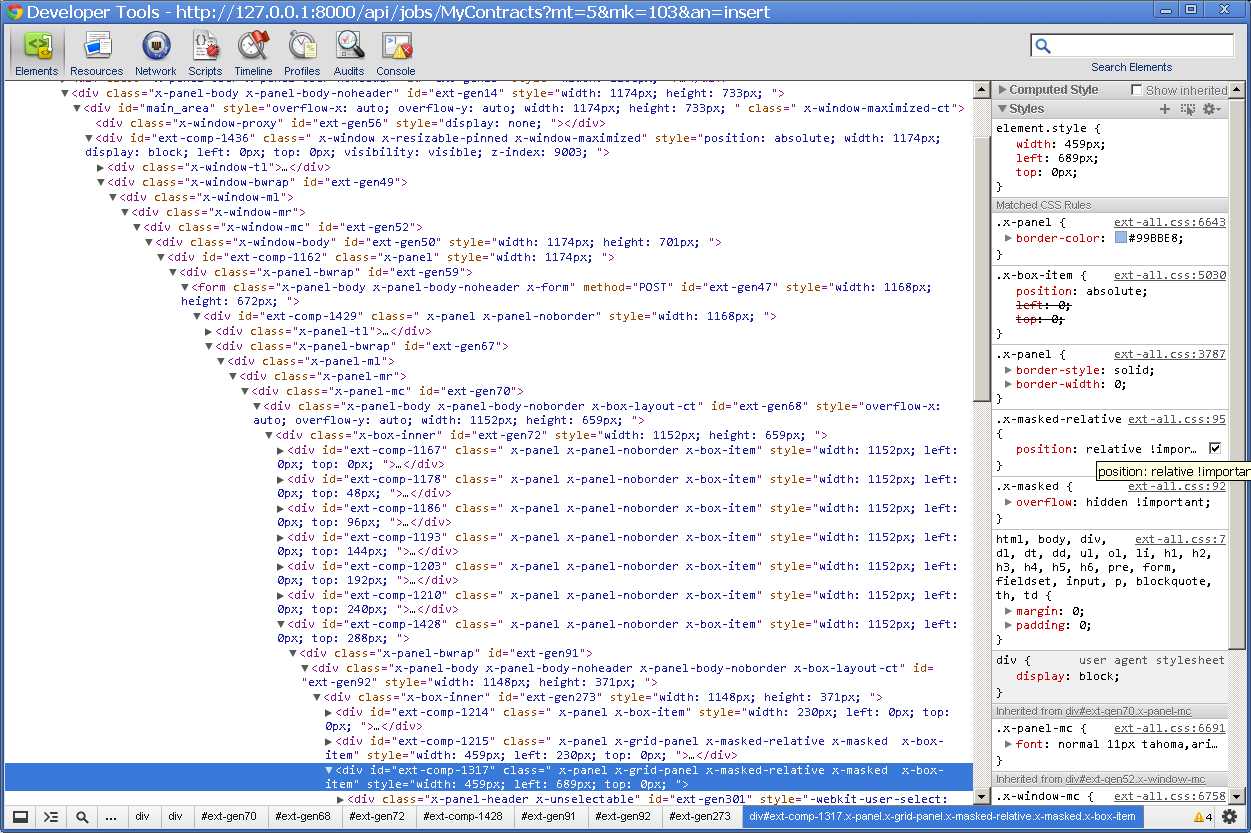 Developer Tools - http://127.0.0.1:8000/api/jobs/MyContracts?mt=5&mk=103&an=insert
Elements Resources Network Scripts Timeline Profiles Audits Console
Search Elements
▼<div class="x-panel-body x-panel-body-noheader" id="ext-gen14" style="width: 1174px; height: 733px; ">
▼<div id="main_area" style="overflow-x: auto; overflow-y: auto; width: 1174px; height: 733px; " class=" x-window-maximized-ct">
<div class="x-window-proxy" id="ext-gen56" style="display: none; "></div>
▼<div id="ext-comp-1436" class=" x-window x-resizable-pinned x-window-maximized" style="position: absolute; width: 1174px;
display: block; left: 0px; top: 0px; visibility: visible; z-index: 9003; ">
▶<div class="x-window-tl">…</div>
▼<div class="x-window-bwrap" id="ext-gen49">
▼<div class="x-window-ml">
▼<div class="x-window-mr">
▼<div class="x-window-mc" id="ext-gen52">
▼<div class="x-window-body" id="ext-gen50" style="width: 1174px; height: 701px; ">
▼<div id="ext-comp-1162" class="x-panel" style="width: 1174px; ">
▼<div class="x-panel-bwrap" id="ext-gen59">
▼<form class="x-panel-body x-panel-body-noheader x-form" method="POST" id="ext-gen47" style="width: 1168px;
height: 672px; ">
▼<div id="ext-comp-1429" class=" x-panel x-panel-noborder" style="width: 1168px; ">
▶<div class="x-panel-tl">…</div>
▼<div class="x-panel-bwrap" id="ext-gen67">
▼<div class="x-panel-ml">
▼<div class="x-panel-mr">
▼<div class="x-panel-mc" id="ext-gen70">
▼<div class="x-panel-body x-panel-body-noborder x-box-layout-ct" id="ext-gen68" style="overflow-x:
auto; overflow-y: auto; width: 1152px; height: 659px; ">
▼<div class="x-box-inner" id="ext-gen72" style="width: 1152px; height: 659px; ">
▶<div id="ext-comp-1167" class=" x-panel x-panel-noborder x-box-item" style="width: 1152px; left:
0px; top: 0px; ">…</div>
▶<div id="ext-comp-1178" class=" x-panel x-panel-noborder x-box-item" style="width: 1152px; left:
0px; top: 48px; ">…</div>
▶<div id="ext-comp-1186" class=" x-panel x-panel-noborder x-box-item" style="width: 1152px; left:
0px; top: 96px; ">…</div>
▶<div id="ext-comp-1193" class=" x-panel x-panel-noborder x-box-item" style="width: 1152px; left:
0px; top: 144px; ">…</div>
▶<div id="ext-comp-1203" class=" x-panel x-panel-noborder x-box-item" style="width: 1152px; left:
0px; top: 192px; ">…</div>
▶<div id="ext-comp-1210" class=" x-panel x-panel-noborder x-box-item" style="width: 1152px; left:
0px; top: 240px; ">…</div>
▼<div id="ext-comp-1428" class=" x-panel x-panel-noborder x-box-item" style="width: 1152px; left:
0px; top: 288px; ">
▼<div class="x-panel-bwrap" id="ext-gen91">
▼<div class="x-panel-body x-panel-body-noheader x-panel-body-noborder x-box-layout-ct" id=
"ext-gen92" style="width: 1148px; height: 371px; ">
▼<div class="x-box-inner" id="ext-gen273" style="width: 1148px; height: 371px; ">
▶<div id="ext-comp-1214" class=" x-panel x-box-item" style="width: 230px; left: 0px; top:
0px; ">…</div>
▶<div id="ext-comp-1215" class=" x-panel x-grid-panel x-masked-relative x-masked  x-box-
item" style="width: 459px; left: 230px; top: 0px; ">…</div>
▼<div id="ext-comp-1317" class=" x-panel x-grid-panel x-masked-relative x-masked  x-box-
item" style="width: 459px; left: 689px; top: 0px; ">
▶<div class="x-panel-header x-unselectable" id="ext-gen301" style="-webkit-user-select:
▶ Computed Style Show inherited
▼ Styles
element.style {
width: 459px;
left: 689px;
top: 0px;
}
Matched CSS Rules
.x-panel { ext-all.css:6643
▶ border-color: #99BBE8;
}
.x-box-item { ext-all.css:5030
position: absolute;
left: 0;
top: 0;
}
.x-panel { ext-all.css:3787
▶ border-style: solid;
▶ border-width: 0;
}
.x-masked-relative ext-all.css:95
{
position: relative !impor…
}
position: relative !importan
.x-masked { ext-all.css:92
▶ overflow: hidden !important;
}
html, body, div, ext-all.css:7
dl, dt, dd, ul, ol, li, h1, h2,
h3, h4, h5, h6, pre, form,
fieldset, input, p, blockquote,
th, td {
▶ margin: 0;
▶ padding: 0;
}
div { user agent stylesheet
display: block;
}
Inherited from div#ext-gen70.x-panel-mc
.x-panel-mc { ext-all.css:6691
▶ font: normal 11px tahoma,ari…
}
Inherited from div#ext-gen52.x-window-mc
.x-window-mc { ext-all.css:6758
... div div #ext-gen70 #ext-gen68 #ext-gen72 #ext-comp-1428 #ext-gen91 #ext-gen92 #ext-gen273 div#ext-comp-1317.x-panel.x-grid-panel.x-masked-relative.x-masked.x-box-item 4